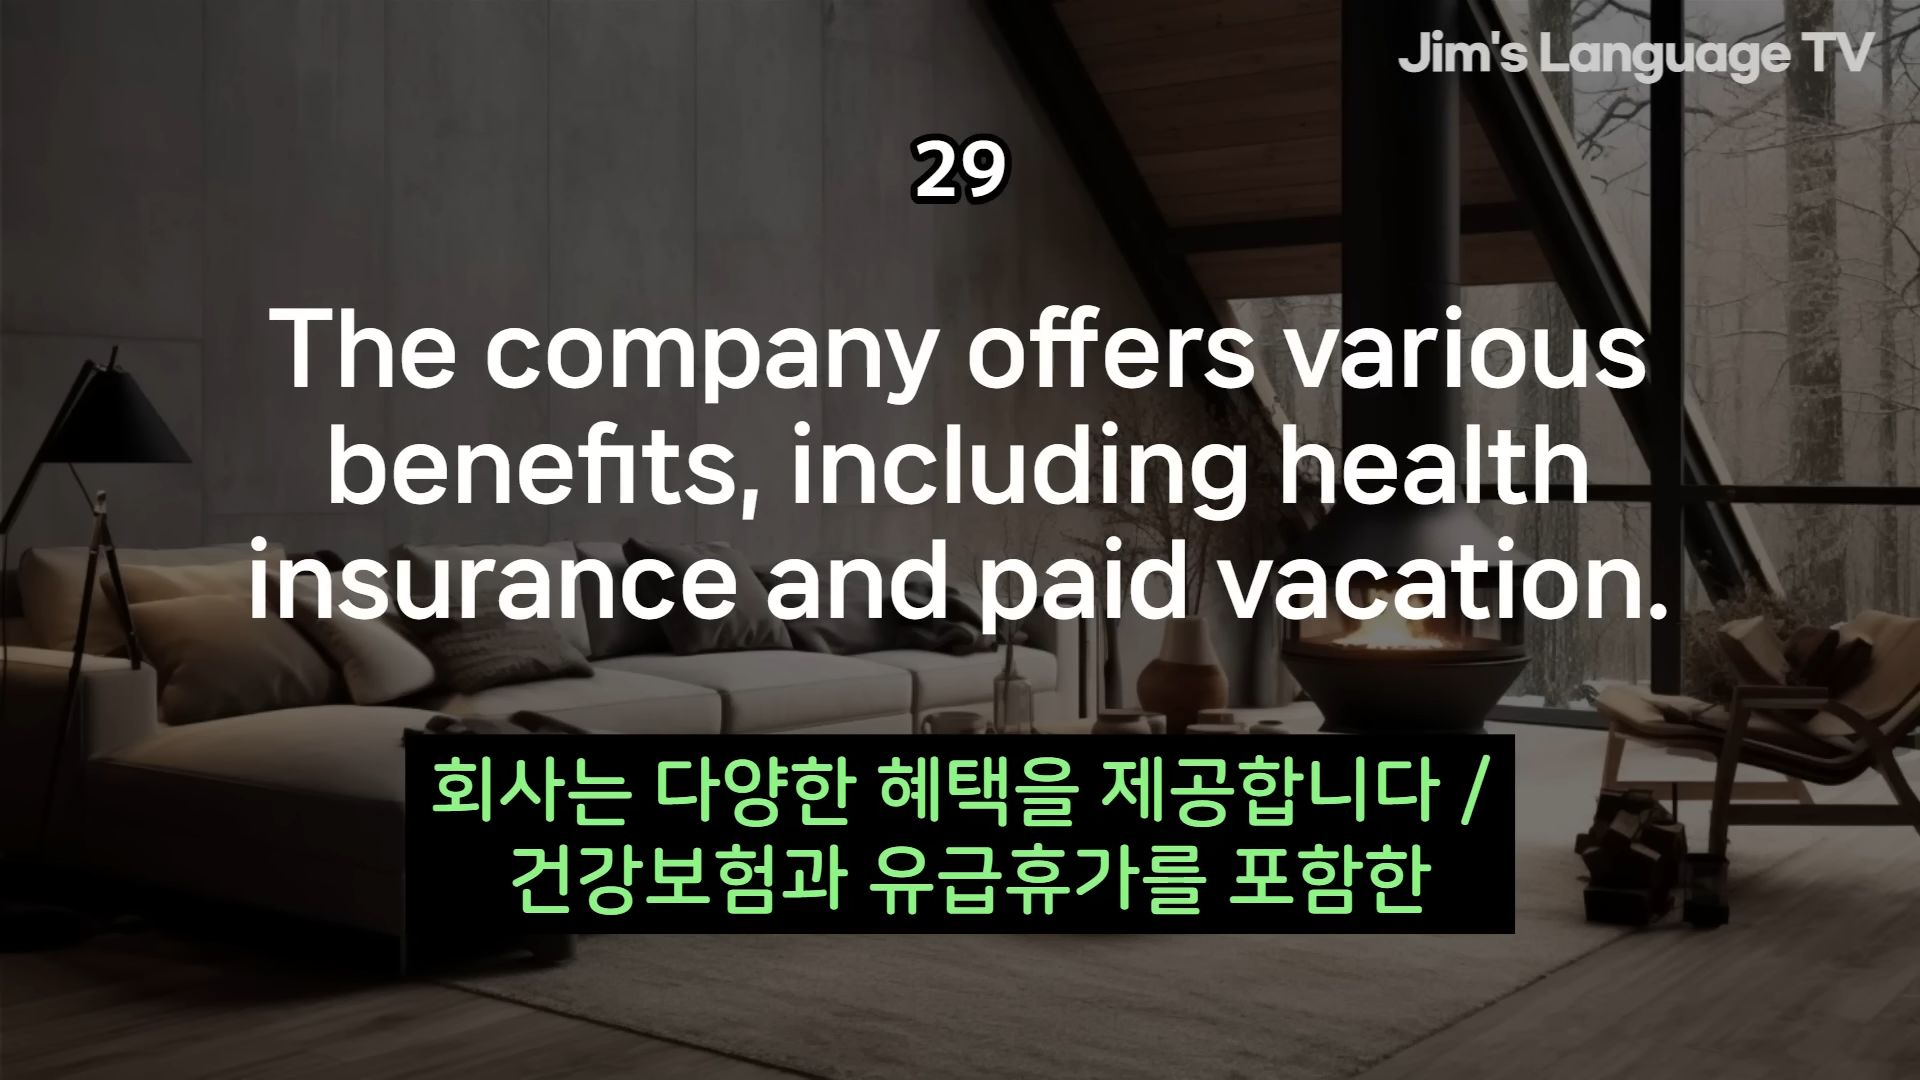 Jim's Language TV
29
The company offers various
benefits, including health
insurance and paid vacation.
회사는 다양한 혜택을 제공합니다 /
건강보험과 유급휴가를 포함한